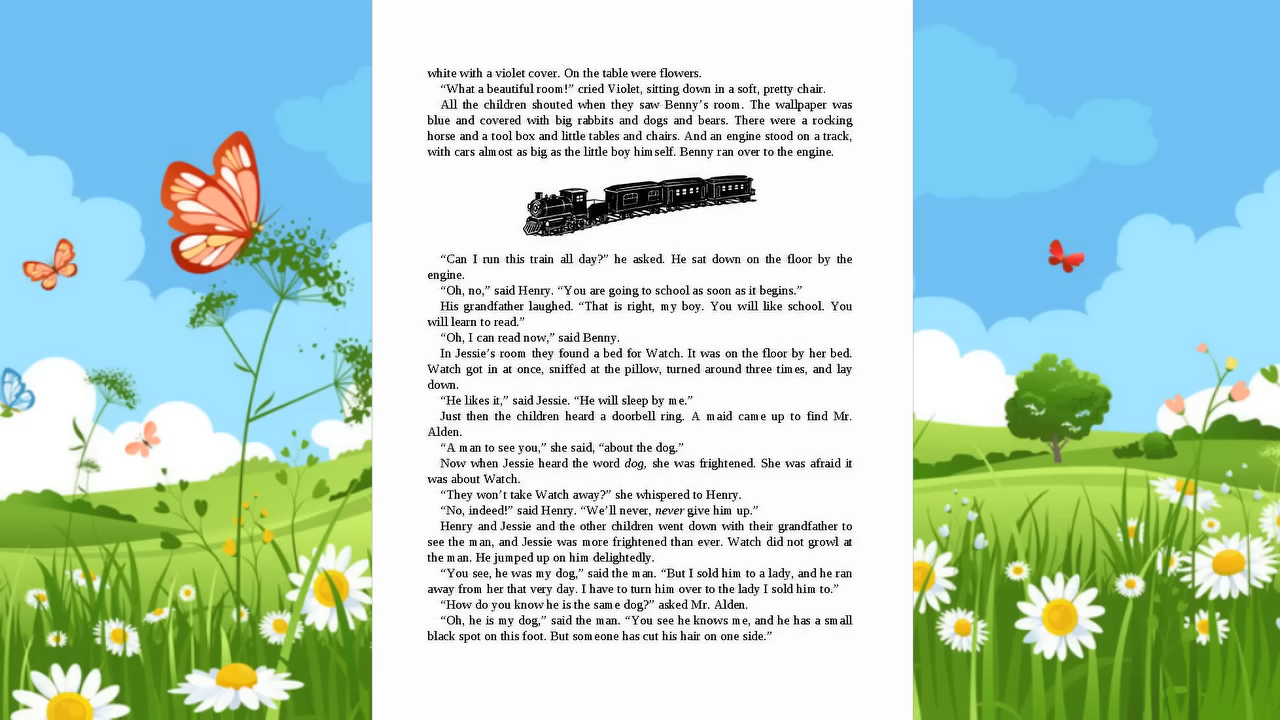 white with a violet cover. On the table were flowers.
“What a beautiful room!” cried Violet, sitting down in a soft, pretty chair.
All the children shouted when they saw Benny’s room. The wallpaper was
blue and covered with big rabbits and dogs and bears. There were a rocking
horse and a tool box and little tables and chairs. And an engine stood on a track,
with cars almost as big as the little boy himself. Benny ran over to the engine.
“Can I run this train all day?” he asked. He sat down on the floor by the
engine.
“Oh, no,” said Henry. “You are going to school as soon as it begins.”
His grandfather laughed. “That is right, my boy. You will like school. You
will learn to read.”
“Oh, I can read now,” said Benny.
In Jessie’s room they found a bed for Watch. It was on the floor by her bed.
Watch got in at once, sniffed at the pillow, turned around three times, and lay
down.
“He likes it,” said Jessie. “He will sleep by me.”
Just then the children heard a doorbell ring. A maid came up to find Mr.
Alden.
“A man to see you,” she said, “about the dog.”
Now when Jessie heard the word dog, she was frightened. She was afraid it
was about Watch.
“They won’t take Watch away?” she whispered to Henry.
“No, indeed!” said Henry. “We’ll never, never give him up.”
Henry and Jessie and the other children went down with their grandfather to
see the man, and Jessie was more frightened than ever. Watch did not growl at
the man. He jumped up on him delightedly.
“You see, he was my dog,” said the man. “But I sold him to a lady, and he ran
away from her that very day. I have to turn him over to the lady I sold him to.”
“How do you know he is the same dog?” asked Mr. Alden.
“Oh, he is my dog,” said the man. “You see he knows me, and he has a small
black spot on this foot. But someone has cut his hair on one side.”